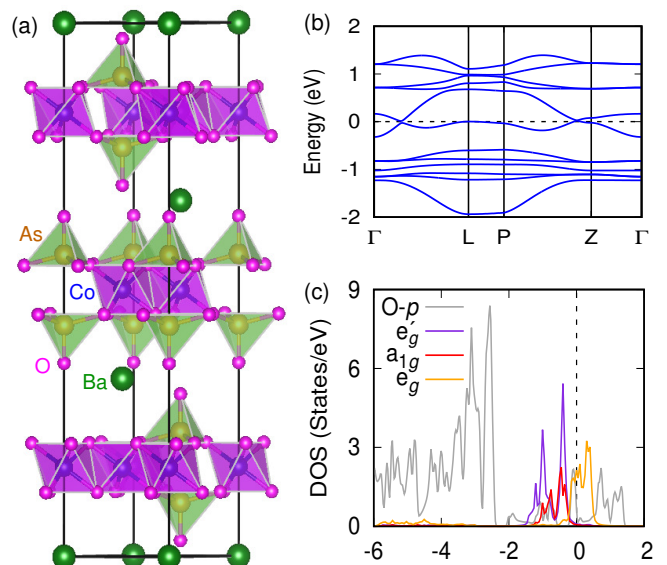 (a)
As
Co
O
Ba
(b)
Energy (eV)
2
1
0
-1
-2
Γ L P Z Γ
(c)
DOS (States/eV)
9
6
3
0
O-p
e′g
a1g
eg
-6 -4 -2 0 2